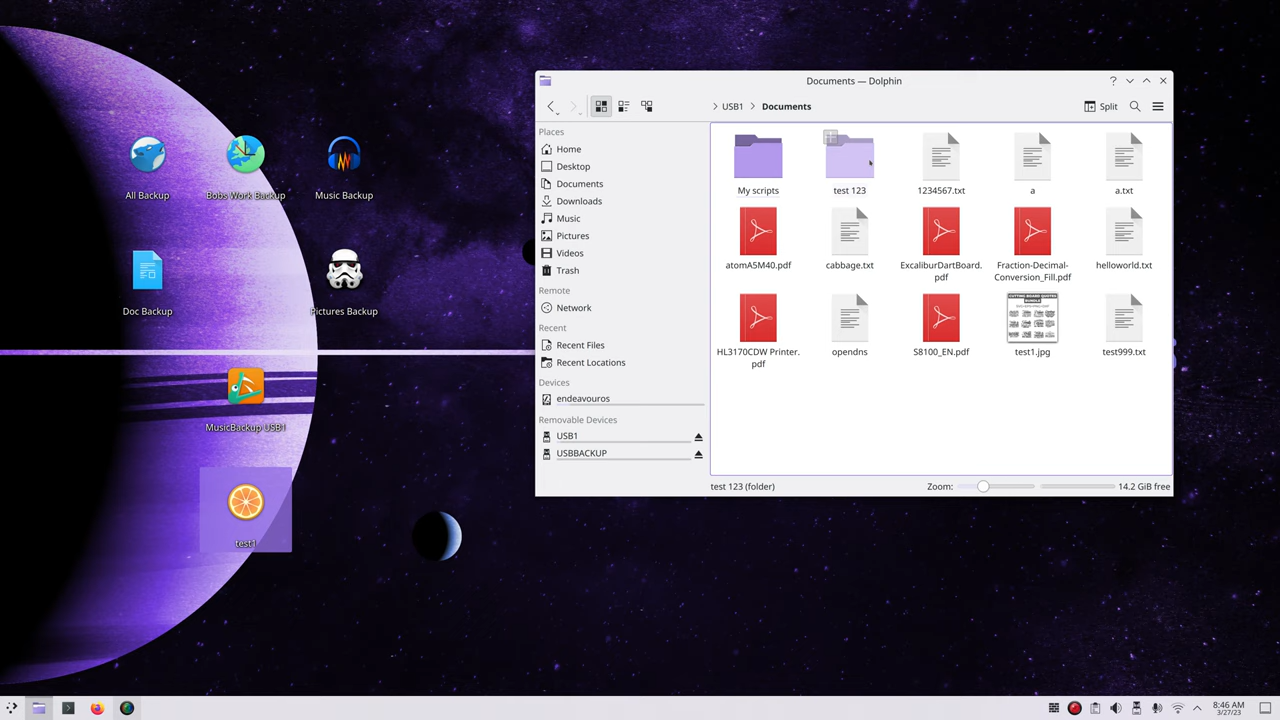 All Backup
Bobs Work Backup
Music Backup
Doc Backup
MusicBackup USB1
test1
Documents — Dolphin
USB1
Documents
Split
Places
Home
Desktop
Documents
Downloads
Music
Pictures
Videos
Trash
Remote
Network
Recent
Recent Files
Recent Locations
Devices
endeavouros
Removable Devices
USB1
USBBACKUP
My scripts
test 123
1234567.txt
a
a.txt
atomA5M40.pdf
cabbage.txt
ExcaliburDartBoard.
pdf
Fraction-Decimal-
Conversion_Fill.pdf
helloworld.txt
HL3170CDW Printer.
pdf
opendns
S8100_EN.pdf
CUTTING BOARD QUOTES
test1.jpg
test999.txt
test 123 (folder)
Zoom:
14.2 GiB free
8:46 AM
3/27/23